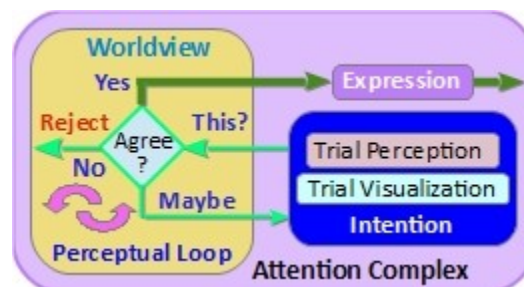 Worldview
Yes
Expression
Reject
This?
Agree
?
Trial Perception
No
Trial Visualization
Maybe
Intention
Perceptual Loop
Attention Complex